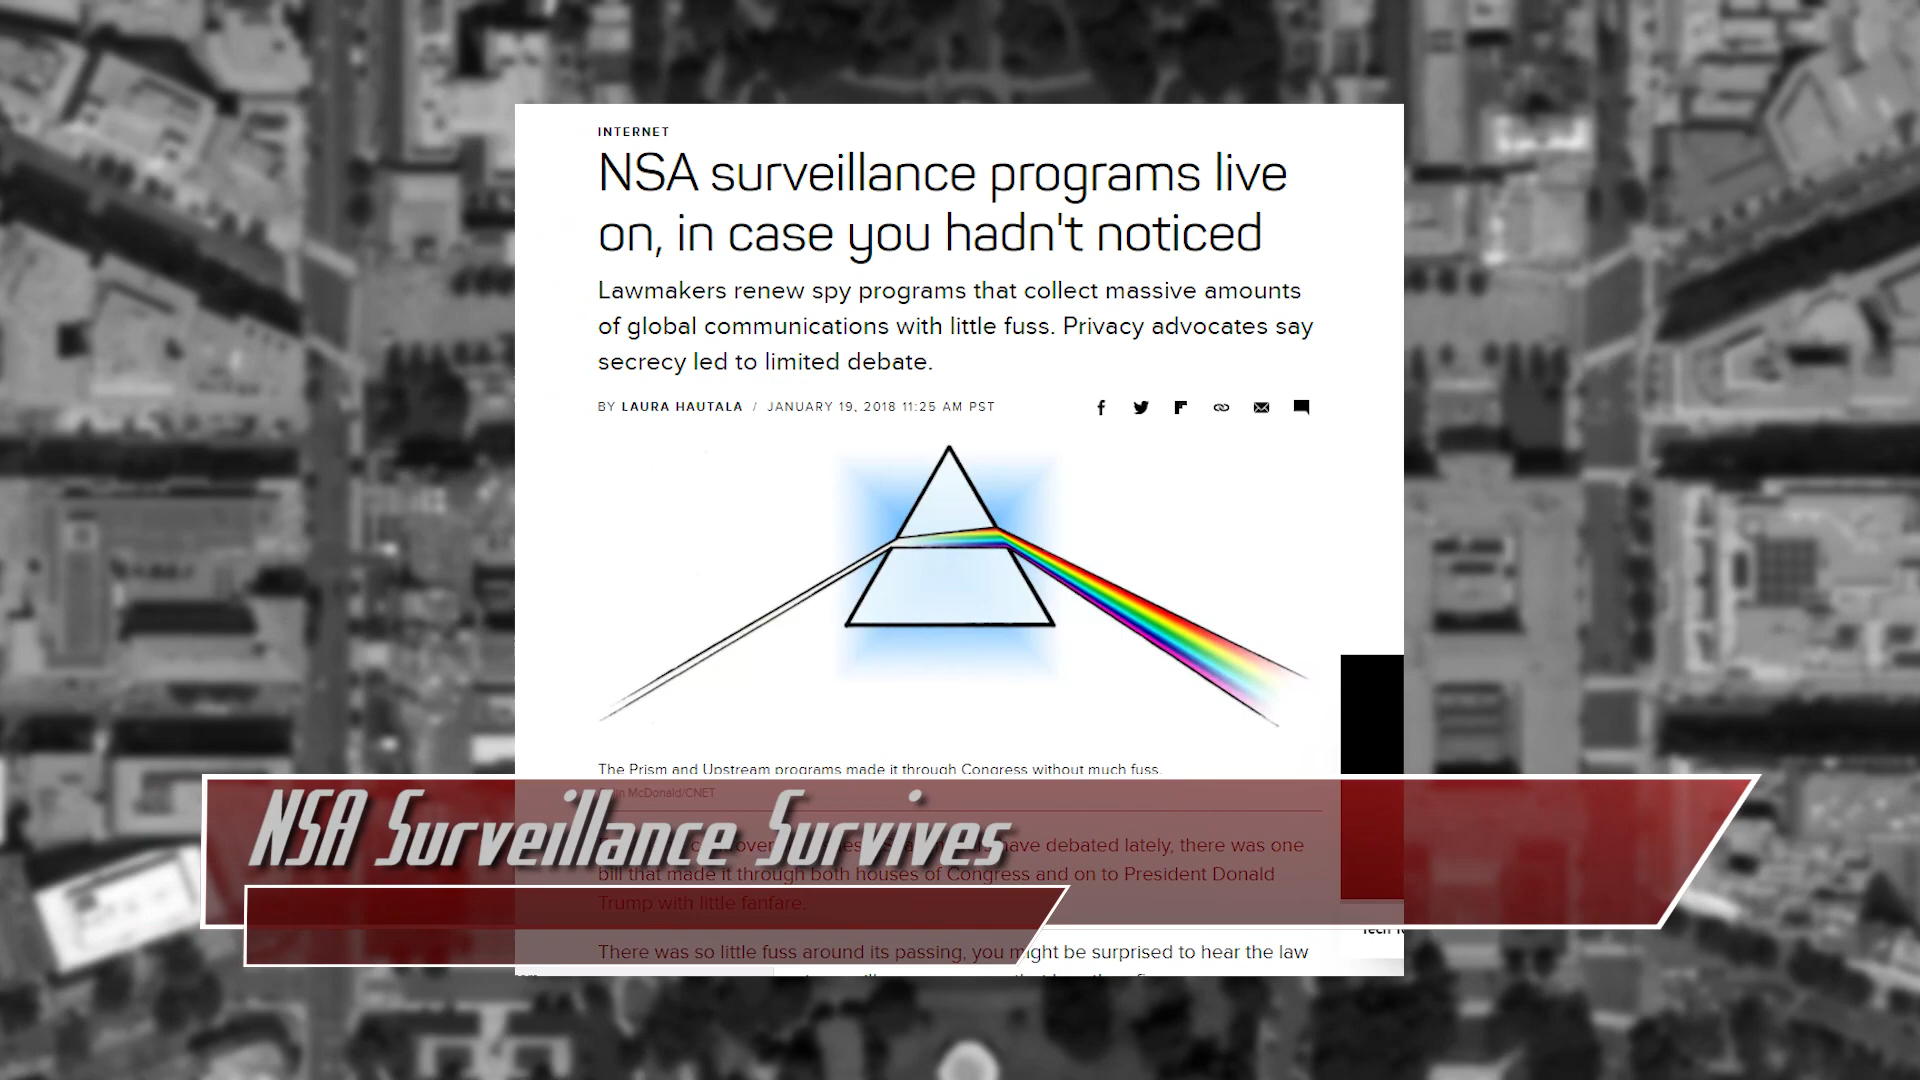 INTERNET
NSA surveillance programs live
on, in case you hadn't noticed
Lawmakers renew spy programs that collect massive amounts
of global communications with little fuss. Privacy advocates say
secrecy led to limited debate.
BY LAURA HAUTALA / JANUARY 19, 2018 11:25 AM PST
The Prism and Upstream programs made it through Congress without much fuss.
McDonald/CNET
NSA Surveillance Survives
have debated lately, there was one
bill that made it through both houses of Congress and on to President Donald
Trump with little fanfare.
There was so little fuss around its passing, you might be surprised to hear the law